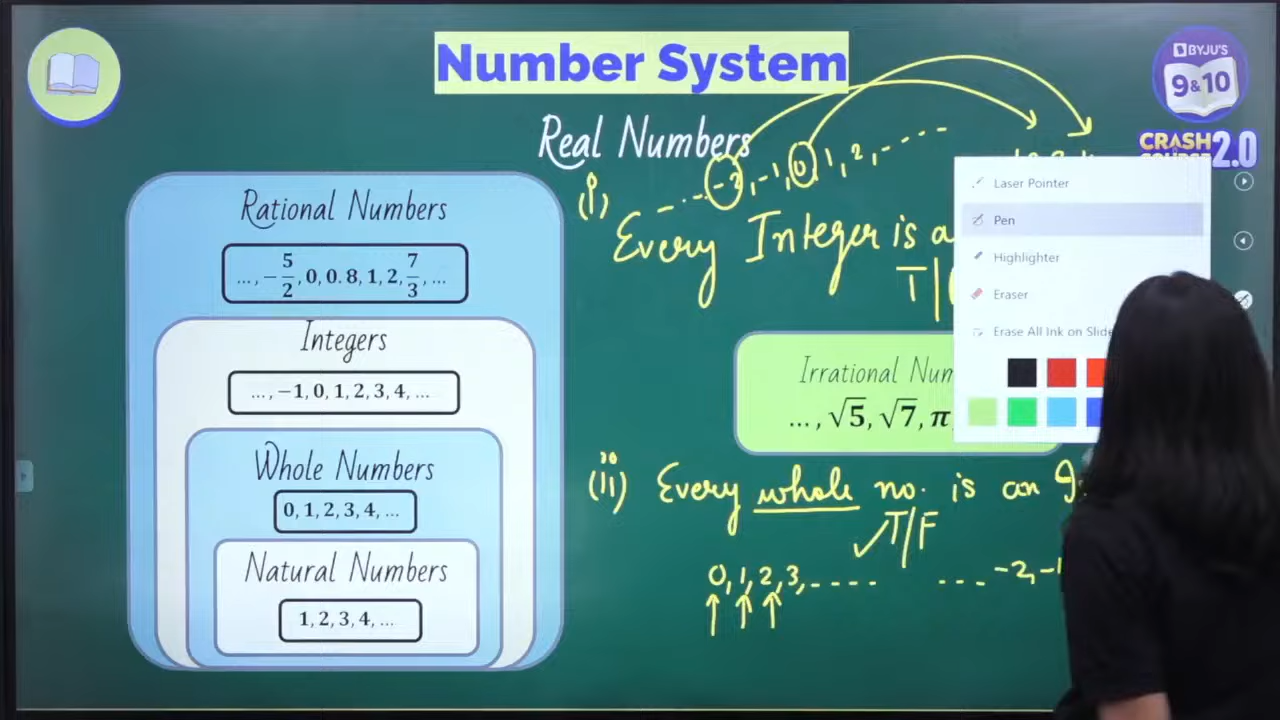 Number System
BYJU'S
9&10
CRASH
COURSE 2.0
Real Numbers
(i)
... -2, -1, 0, 1, 2, ------
Every Integer is a
T|
Rational Numbers
..., -5/2, 0, 0.8, 1, 2, 7/3, ...
Integers
..., −1, 0, 1, 2, 3, 4, ...
Whole Numbers
0, 1, 2, 3, 4, ...
Natural Numbers
1, 2, 3, 4, ...
Laser Pointer
Pen
Highlighter
Eraser
Erase All Ink on Slide
Irrational Num
..., √5, √7, π
(ii) Every whole no. is an
✓T/F
0, 1, 2, 3, ----- --- -2, -1